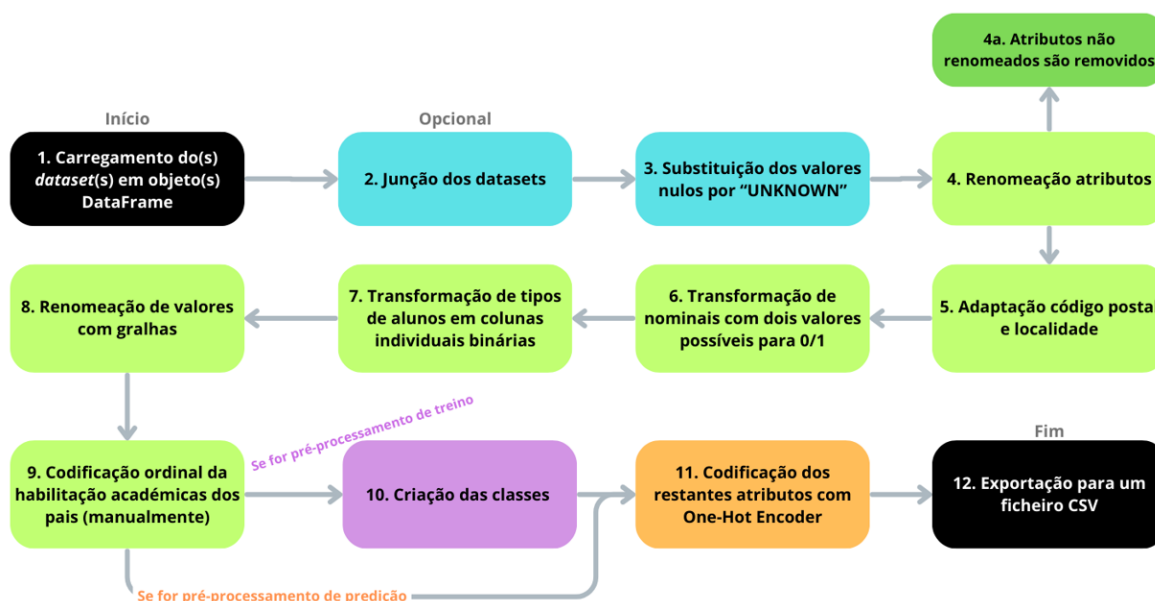 4a. Atributos não
renomeados são removidos
Início
Opcional
1. Carregamento do(s)
dataset(s) em objeto(s)
DataFrame
2. Junção dos datasets
3. Substituição dos valores
nulos por “UNKNOWN”
4. Renomeação atributos
8. Renomeação de valores
com gralhas
7. Transformação de tipos
de alunos em colunas
individuais binárias
6. Transformação de
nominais com dois valores
possíveis para 0/1
5. Adaptação código postal
e localidade
Se for pré-processamento de treino
Fim
9. Codificação ordinal da
habilitação académicas dos
pais (manualmente)
10. Criação das classes
11. Codificação dos
restantes atributos com
One-Hot Encoder
12. Exportação para um
ficheiro CSV
Se for pré-processamento de predição